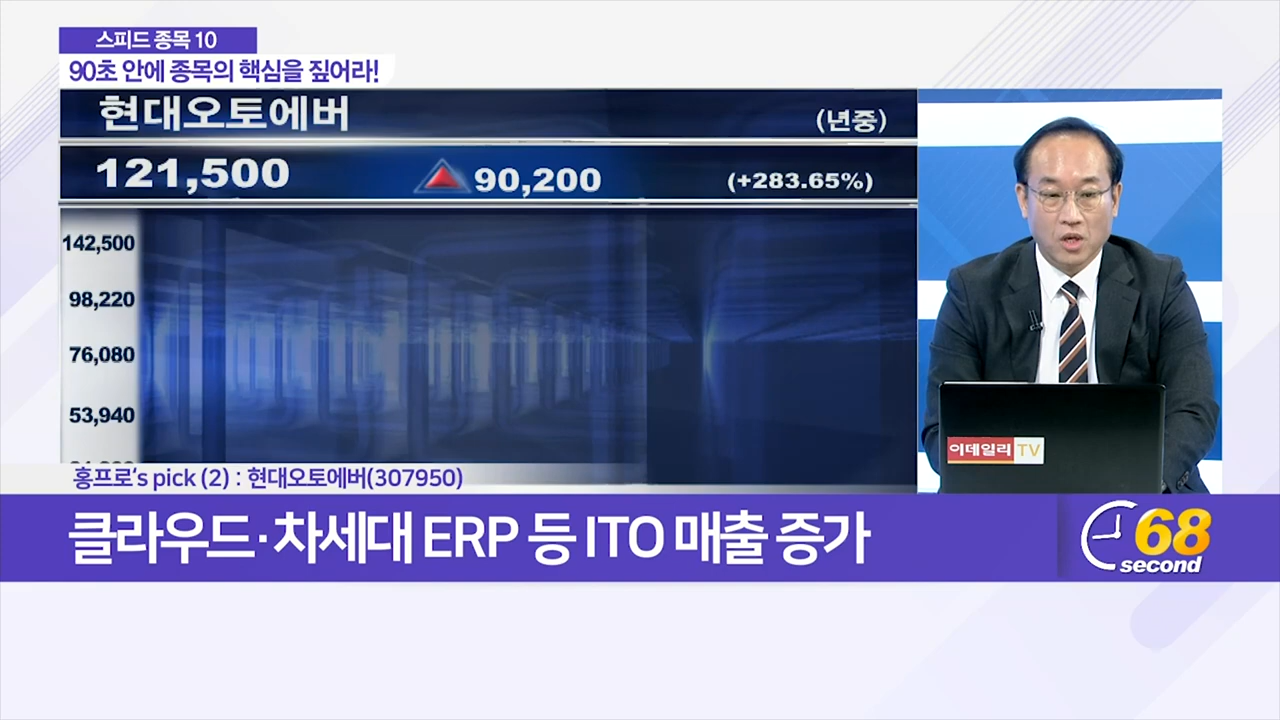 스피드 종목 10
90초 안에 종목의 핵심을 짚어라!
현대오토에버
(년중)
121,500 ▲ 90,200 (+283.65%)
142,500
98,220
76,080
53,940
이데일리 TV
홍프로‘s pick (2) : 현대오토에버(307950)
클라우드·차세대 ERP 등 ITO 매출 증가
68
second